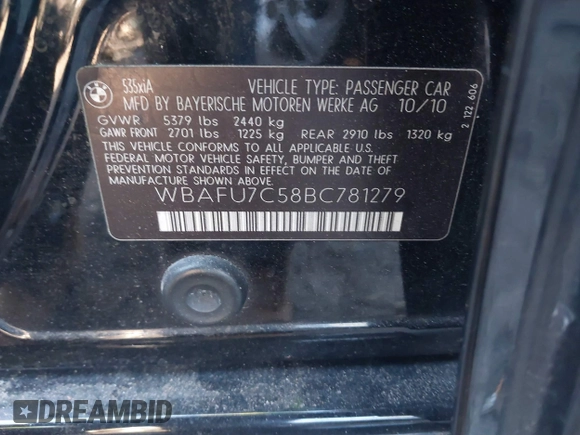 BMW
535xiA VEHICLE TYPE: PASSENGER CAR
MFD BY BAYERISCHE MOTOREN WERKE AG 10/10
GVWR 5379 lbs 2440 kg
GAWR FRONT 2701 lbs 1225 kg REAR 2910 lbs 1320 kg
THIS VEHICLE CONFORMS TO ALL APPLICABLE U.S.
FEDERAL MOTOR VEHICLE SAFETY, BUMPER AND THEFT
PREVENTION STANDARDS IN EFFECT ON THE DATE OF
MANUFACTURE SHOWN ABOVE.
WBAFU7C58BC781279
2 122 606
DREAMBID